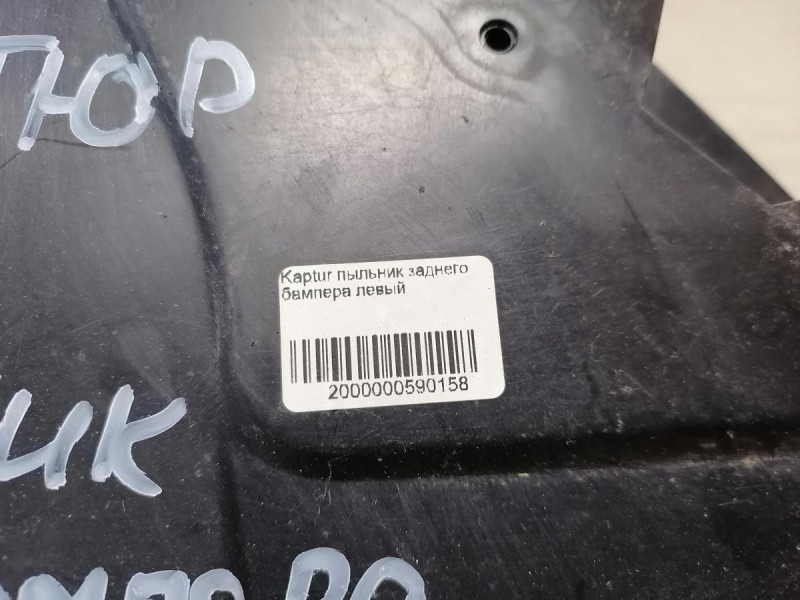 ТЮР
Kaptur пыльник заднего
бампера левый
2000000590158
ИК